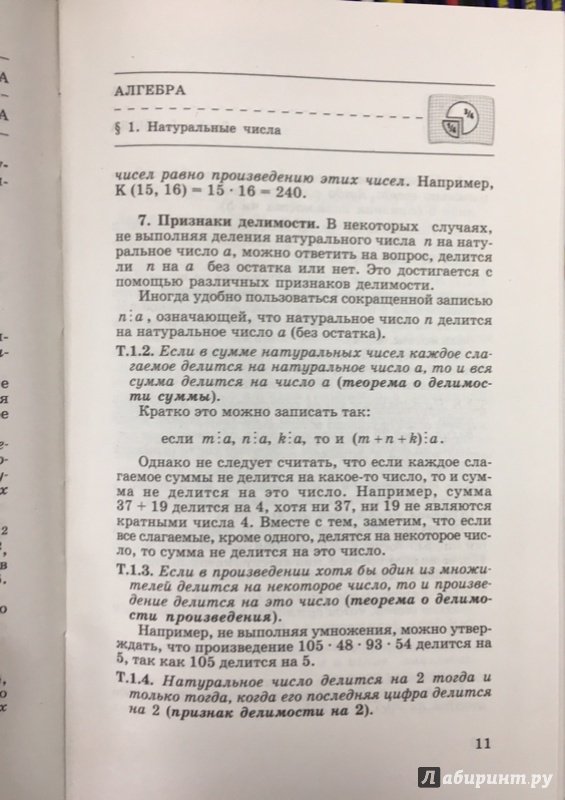 АЛГЕБРА
3/4
1/4
§ 1. Натуральные числа
чисел равно произведению этих чисел. Например,
К (15, 16) = 15 · 16 = 240.
7. Признаки делимости. В некоторых случаях,
не выполняя деления натурального числа n на нату-
ральное число a, можно ответить на вопрос, делится
ли n на a без остатка или нет. Это достигается с
помощью различных признаков делимости.
Иногда удобно пользоваться сокращенной записью
n⋮a, означающей, что натуральное число n делится
на натуральное число a (без остатка).
Т.1.2. Если в сумме натуральных чисел каждое сла-
гаемое делится на натуральное число a, то и вся
сумма делится на число a (теорема о делимос-
ти суммы).
Кратко это можно записать так:
если m⋮a, n⋮a, k⋮a, то и (m + n + k)⋮a.
Однако не следует считать, что если каждое сла-
гаемое суммы не делится на какое-то число, то и сум-
ма не делится на это число. Например, сумма
37 + 19 делится на 4, хотя ни 37, ни 19 не являются
кратными числа 4. Вместе с тем, заметим, что если
все слагаемые, кроме одного, делятся на некоторое чис-
ло, то сумма не делится на это число.
Т.1.3. Если в произведении хотя бы один из множи-
телей делится на некоторое число, то и произве-
дение делится на это число (теорема о делимо-
сти произведения).
Например, не выполняя умножения, можно утвер-
ждать, что произведение 105 · 48 · 93 · 54 делится на
5, так как 105 делится на 5.
Т.1.4. Натуральное число делится на 2 тогда и
только тогда, когда его последняя цифра делится
на 2 (признак делимости на 2).
11
Лабиринт.ру